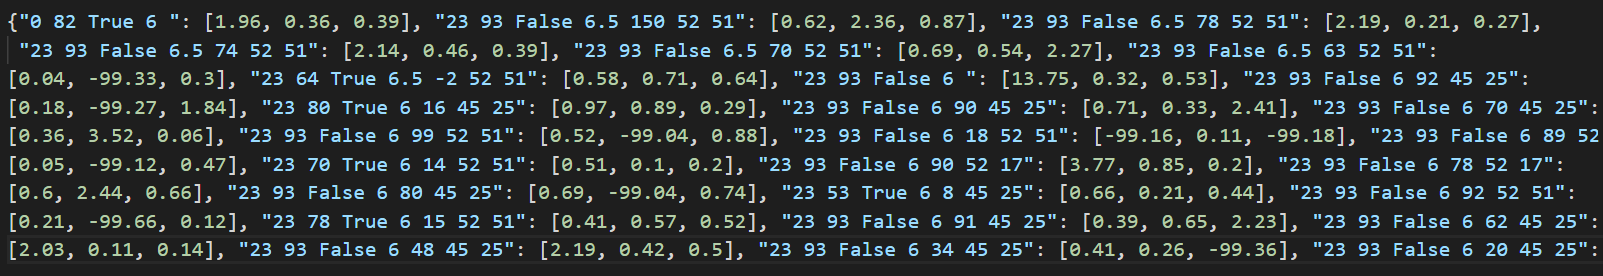 {"0 82 True 6 ": [1.96, 0.36, 0.39], "23 93 False 6.5 150 52 51": [0.62, 2.36, 0.87], "23 93 False 6.5 78 52 51": [2.19, 0.21, 0.27],
"23 93 False 6.5 74 52 51": [2.14, 0.46, 0.39], "23 93 False 6.5 70 52 51": [0.69, 0.54, 2.27], "23 93 False 6.5 63 52 51":
[0.04, -99.33, 0.3], "23 64 True 6.5 -2 52 51": [0.58, 0.71, 0.64], "23 93 False 6 ": [13.75, 0.32, 0.53], "23 93 False 6 92 45 25":
[0.18, -99.27, 1.84], "23 80 True 6 16 45 25": [0.97, 0.89, 0.29], "23 93 False 6 90 45 25": [0.71, 0.33, 2.41], "23 93 False 6 70 45 25":
[0.36, 3.52, 0.06], "23 93 False 6 99 52 51": [0.52, -99.04, 0.88], "23 93 False 6 18 52 51": [-99.16, 0.11, -99.18], "23 93 False 6 89 52
[0.05, -99.12, 0.47], "23 70 True 6 14 52 51": [0.51, 0.1, 0.2], "23 93 False 6 90 52 17": [3.77, 0.85, 0.2], "23 93 False 6 78 52 17":
[0.6, 2.44, 0.66], "23 93 False 6 80 45 25": [0.69, -99.04, 0.74], "23 53 True 6 8 45 25": [0.66, 0.21, 0.44], "23 93 False 6 92 52 51":
[0.21, -99.66, 0.12], "23 78 True 6 15 52 51": [0.41, 0.57, 0.52], "23 93 False 6 91 45 25": [0.39, 0.65, 2.23], "23 93 False 6 62 45 25":
[2.03, 0.11, 0.14], "23 93 False 6 48 45 25": [2.19, 0.42, 0.5], "23 93 False 6 34 45 25": [0.41, 0.26, -99.36], "23 93 False 6 20 45 25":